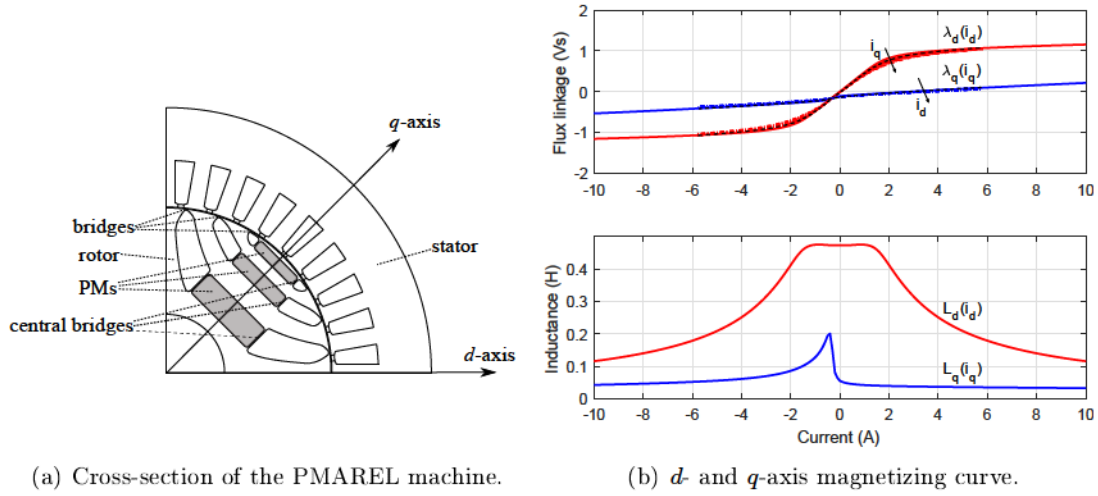 q-axis
bridges
rotor
stator
PMs
central bridges
d-axis
(a) Cross-section of the PMAREL machine.
2
1
0
-1
-2
Flux linkage (Vs)
λd(id)
iq
λq(iq)
id
-10 -8 -6 -4 -2 0 2 4 6 8 10
0.4
0.3
0.2
0.1
0
Inductance (H)
Ld(id)
Lq(iq)
-10 -8 -6 -4 -2 0 2 4 6 8 10
Current (A)
(b) d- and q-axis magnetizing curve.